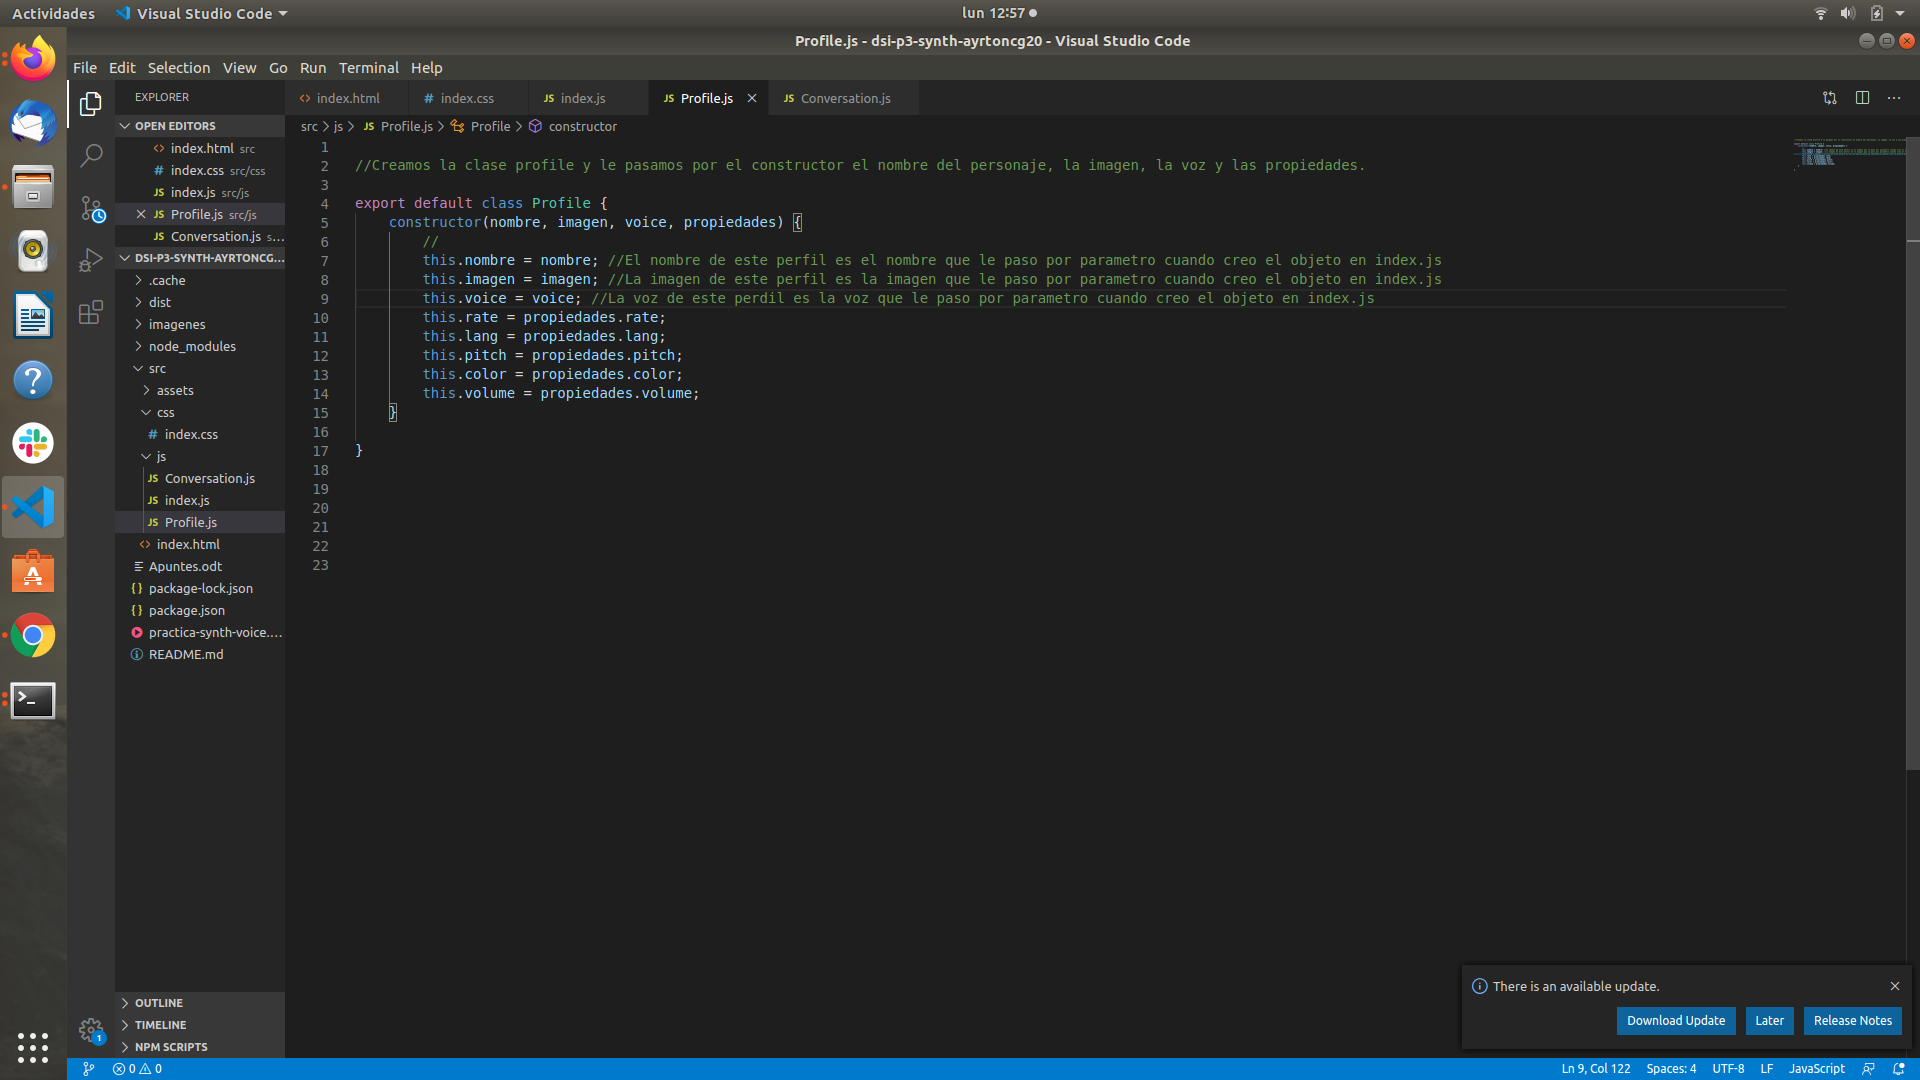 Actividades
Visual Studio Code
lun 12:57
Profile.js - dsi-p3-synth-ayrtoncg20 - Visual Studio Code
File Edit Selection View Go Run Terminal Help
EXPLORER
index.html
index.css
index.js
Profile.js
Conversation.js
OPEN EDITORS
index.html src
index.css src/css
index.js src/js
Profile.js src/js
Conversation.js s...
DSI-P3-SYNTH-AYRTONCG...
.cache
dist
imagenes
node_modules
src
assets
css
index.css
js
Conversation.js
index.js
Profile.js
index.html
Apuntes.odt
package-lock.json
package.json
practica-synth-voice....
README.md
OUTLINE
TIMELINE
NPM SCRIPTS
src > js > JS Profile.js > Profile > constructor
1
2 //Creamos la clase profile y le pasamos por el constructor el nombre del personaje, la imagen, la voz y las propiedades.
3
4 export default class Profile {
5 constructor(nombre, imagen, voice, propiedades) {
6 //
7 this.nombre = nombre; //El nombre de este perfil es el nombre que le paso por parametro cuando creo el objeto en index.js
8 this.imagen = imagen; //La imagen de este perfil es la imagen que le paso por parametro cuando creo el objeto en index.js
9 this.voice = voice; //La voz de este perdil es la voz que le paso por parametro cuando creo el objeto en index.js
10 this.rate = propiedades.rate;
11 this.lang = propiedades.lang;
12 this.pitch = propiedades.pitch;
13 this.color = propiedades.color;
14 this.volume = propiedades.volume;
15 }
16
17 }
18
19
20
21
22
23
There is an available update.
Download Update
Later
Release Notes
1
0 0
Ln 9, Col 122
Spaces: 4
UTF-8
LF
JavaScript